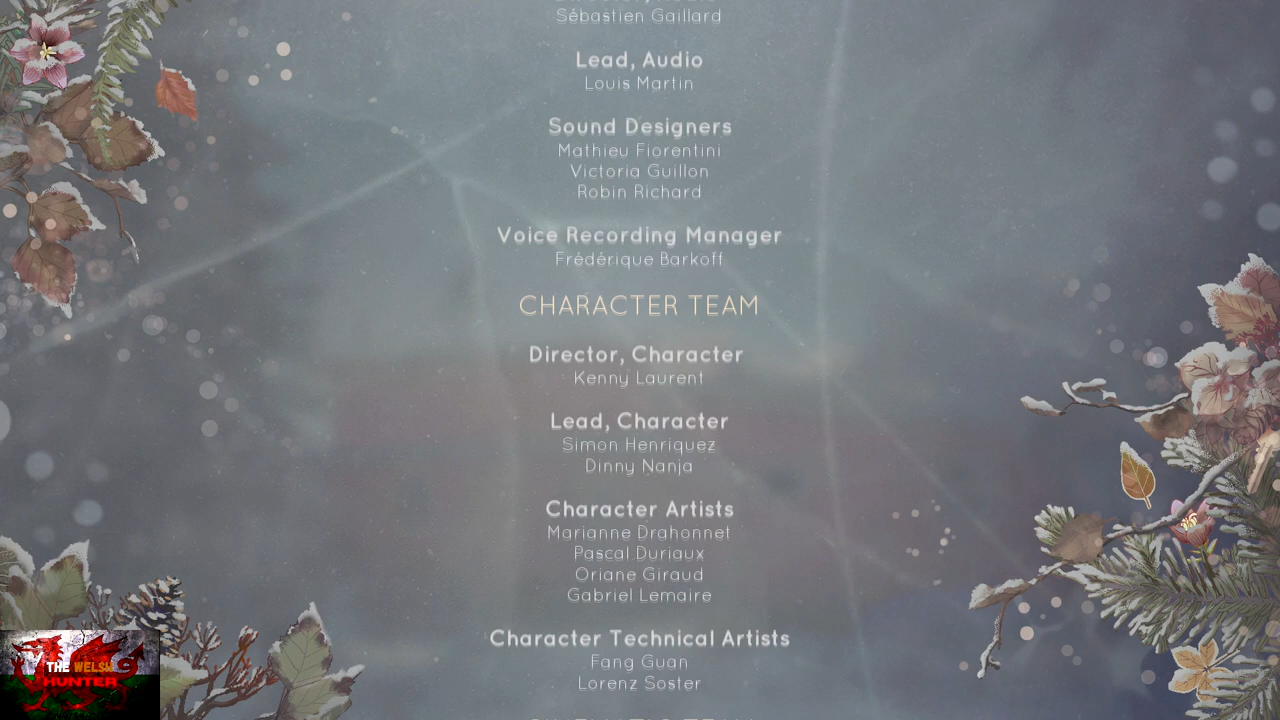 Sébastien Gaillard
Lead, Audio
Louis Martin
Sound Designers
Mathieu Fiorentini
Victoria Guillon
Robin Richard
Voice Recording Manager
Frédérique Barkoff
CHARACTER TEAM
Director, Character
Kenny Laurent
Lead, Character
Simon Henriquez
Dinny Nanja
Character Artists
Marianne Drahonnet
Pascal Duriaux
Oriane Giraud
Gabriel Lemaire
Character Technical Artists
Fang Guan
Lorenz Soster
THE WELSH
HUNTER